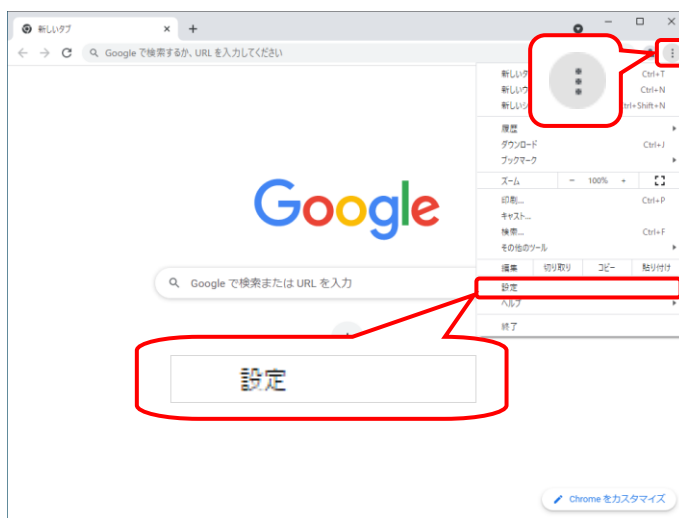 新しいタブ
Google で検索するか、URL を入力してください
新しいタ
Ctrl+T
新しいウ
Ctrl+N
新しいシ
trl+Shift+N
履歴
ダウンロード
Ctrl+J
ブックマーク
ズーム
− 100% +
印刷...
Ctrl+P
キャスト...
検索...
Ctrl+F
その他のツール
編集 切り取り コピー 貼り付け
設定
ヘルプ
終了
Google
Google で検索または URL を入力
設定
Chrome をカスタマイズ